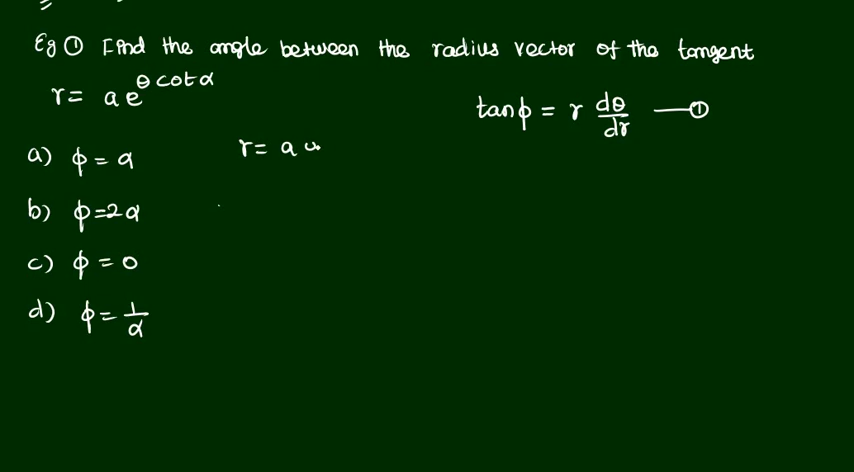 Eg ① Find the angle between the radius vector of the tangent
r = a e^{θ cot α}
tan ϕ = r dθ/dr —①
a) ϕ = α
r = a
b) ϕ = 2α
c) ϕ = 0
d) ϕ = 1/α